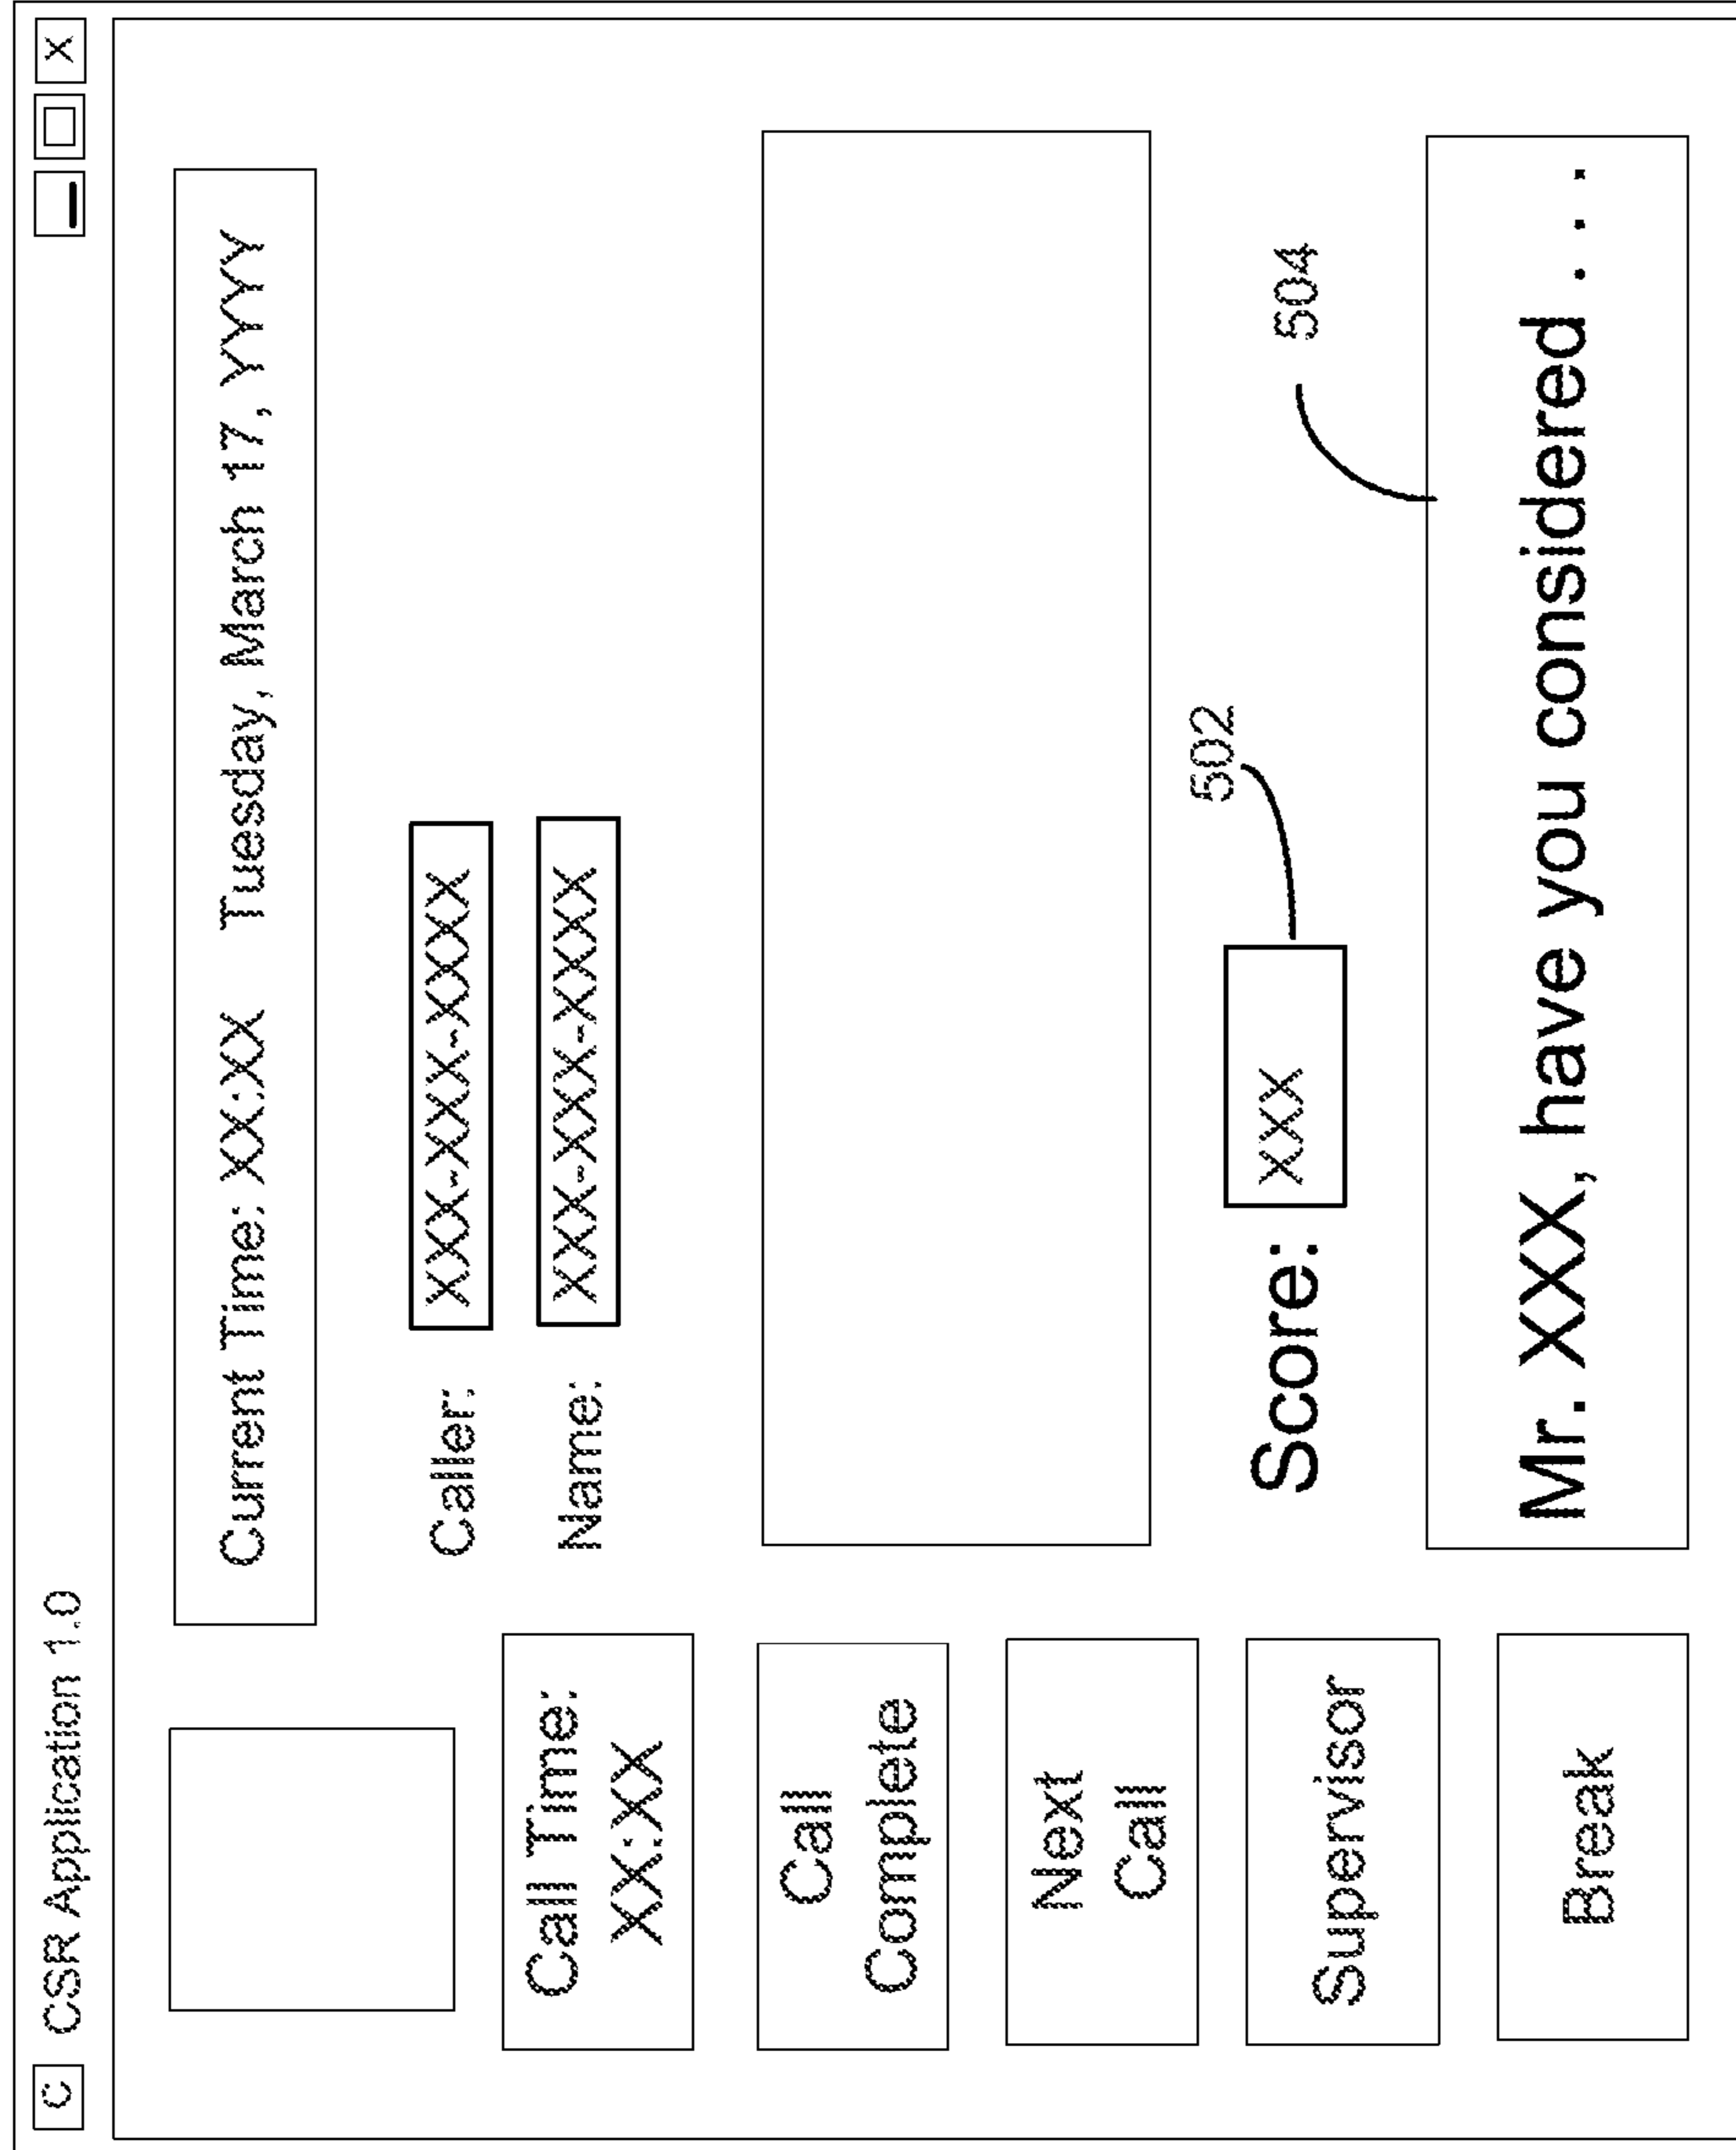 C CSR Application 1.0 X
Current Time: XX:XX Tuesday, March 17, YYYY
Caller: XXX-XXX-XXXX
Name: XXX-XXX-XXXX
Call Time:
XX:XX
Call
Complete
Next
Call
Supervisor
Break
502
Score: XXX
504
Mr. XXX, have you considered . . .